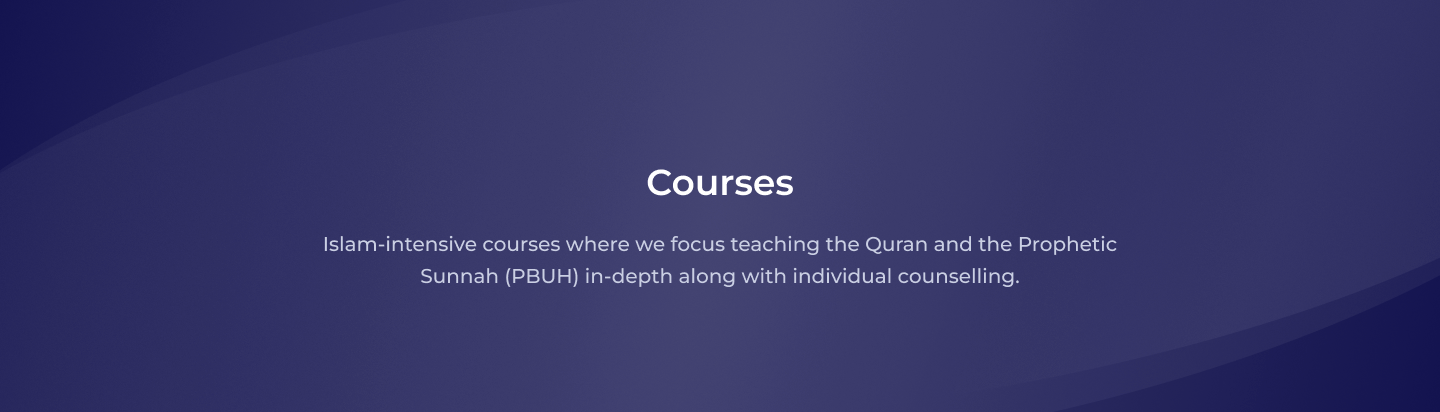 Courses
Islam-intensive courses where we focus teaching the Quran and the Prophetic
Sunnah (PBUH) in-depth along with individual counselling.